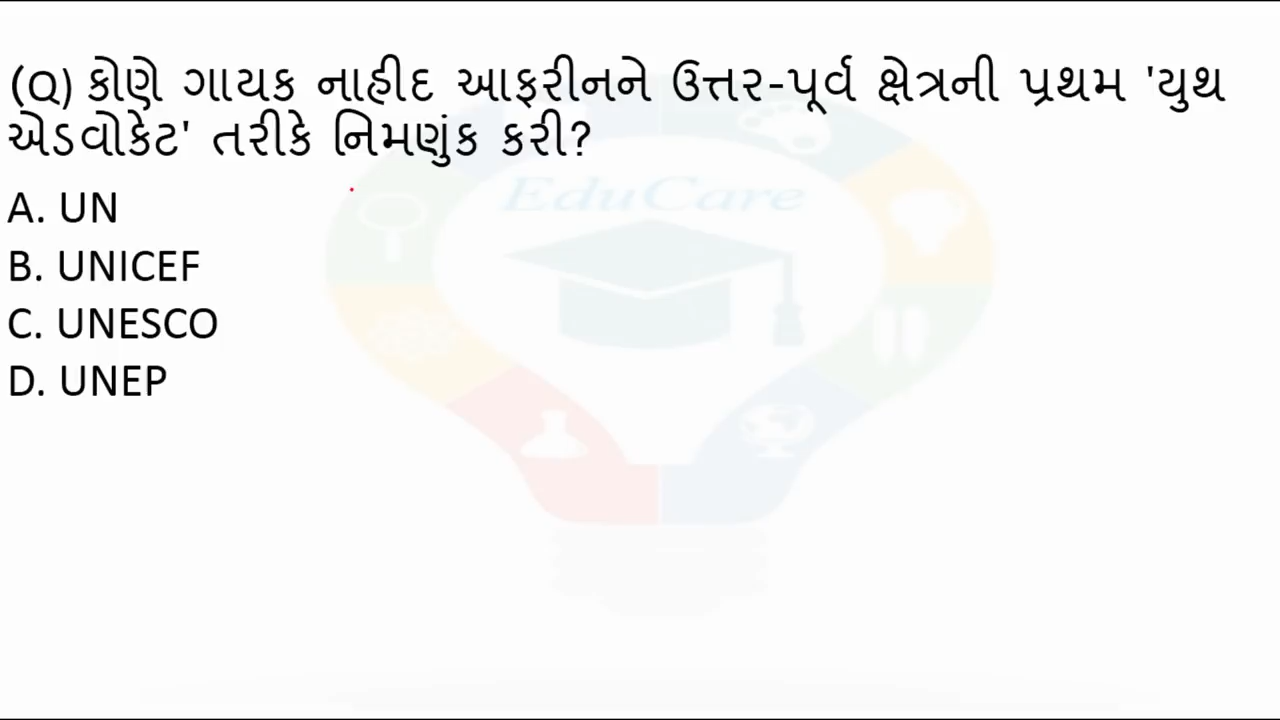 (Q) કોણે ગાયક નાહીદ આફરીનને ઉત્તર-પૂર્વ ક્ષેત્રની પ્રથમ 'યુથ
એડવોકેટ' તરીકે નિમણુંક કરી?
EduCare
A. UN
B. UNICEF
C. UNESCO
D. UNEP